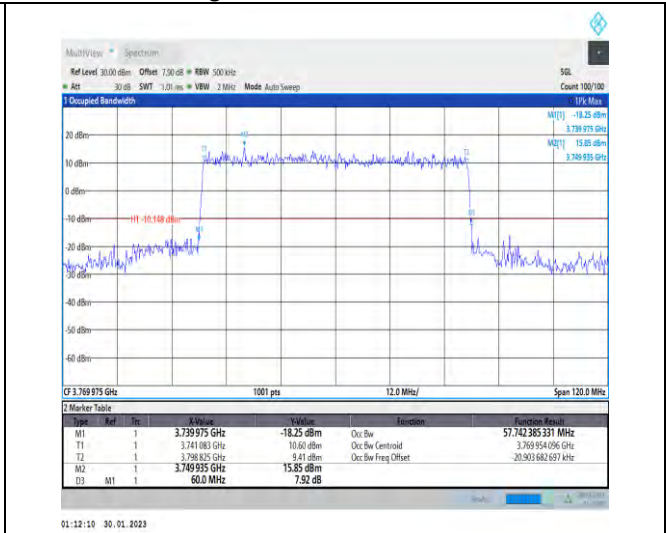 MultiView Spectrum
Ref Level 30.00 dBm Offset 7.90 dB RBW 500 kHz SGL
Att 30 dB SWT 1.01 ms VBW 2 MHz Mode Auto Sweep Count 100/100
1 Occupied Bandwidth 1Pk Max
M1[1] -18.25 dBm
3.739 975 GHz
M2[1] 15.85 dBm
3.749 935 GHz
20 dBm
M2
T1
T2
10 dBm
0 dBm
D3
-10 dBm
H1 -10.148 dBm
M1
-20 dBm
-30 dBm
-40 dBm
-50 dBm
-60 dBm
CF 3.769 975 GHz 1001 pts 12.0 MHz/ Span 120.0 MHz
2 Marker Table
Type Ref Trc X-Value Y-Value Function Function Result
M1 1 3.739 975 GHz -18.25 dBm Occ Bw 57.742 385 331 MHz
T1 1 3.741 083 GHz 10.60 dBm Occ Bw Centroid 3.769 954 096 GHz
T2 1 3.798 825 GHz 9.41 dBm Occ Bw Freq Offset -20.903 682 697 kHz
M2 1 3.749 935 GHz 15.85 dBm
D3 M1 1 60.0 MHz 7.92 dB
01:12:10 30.01.2023